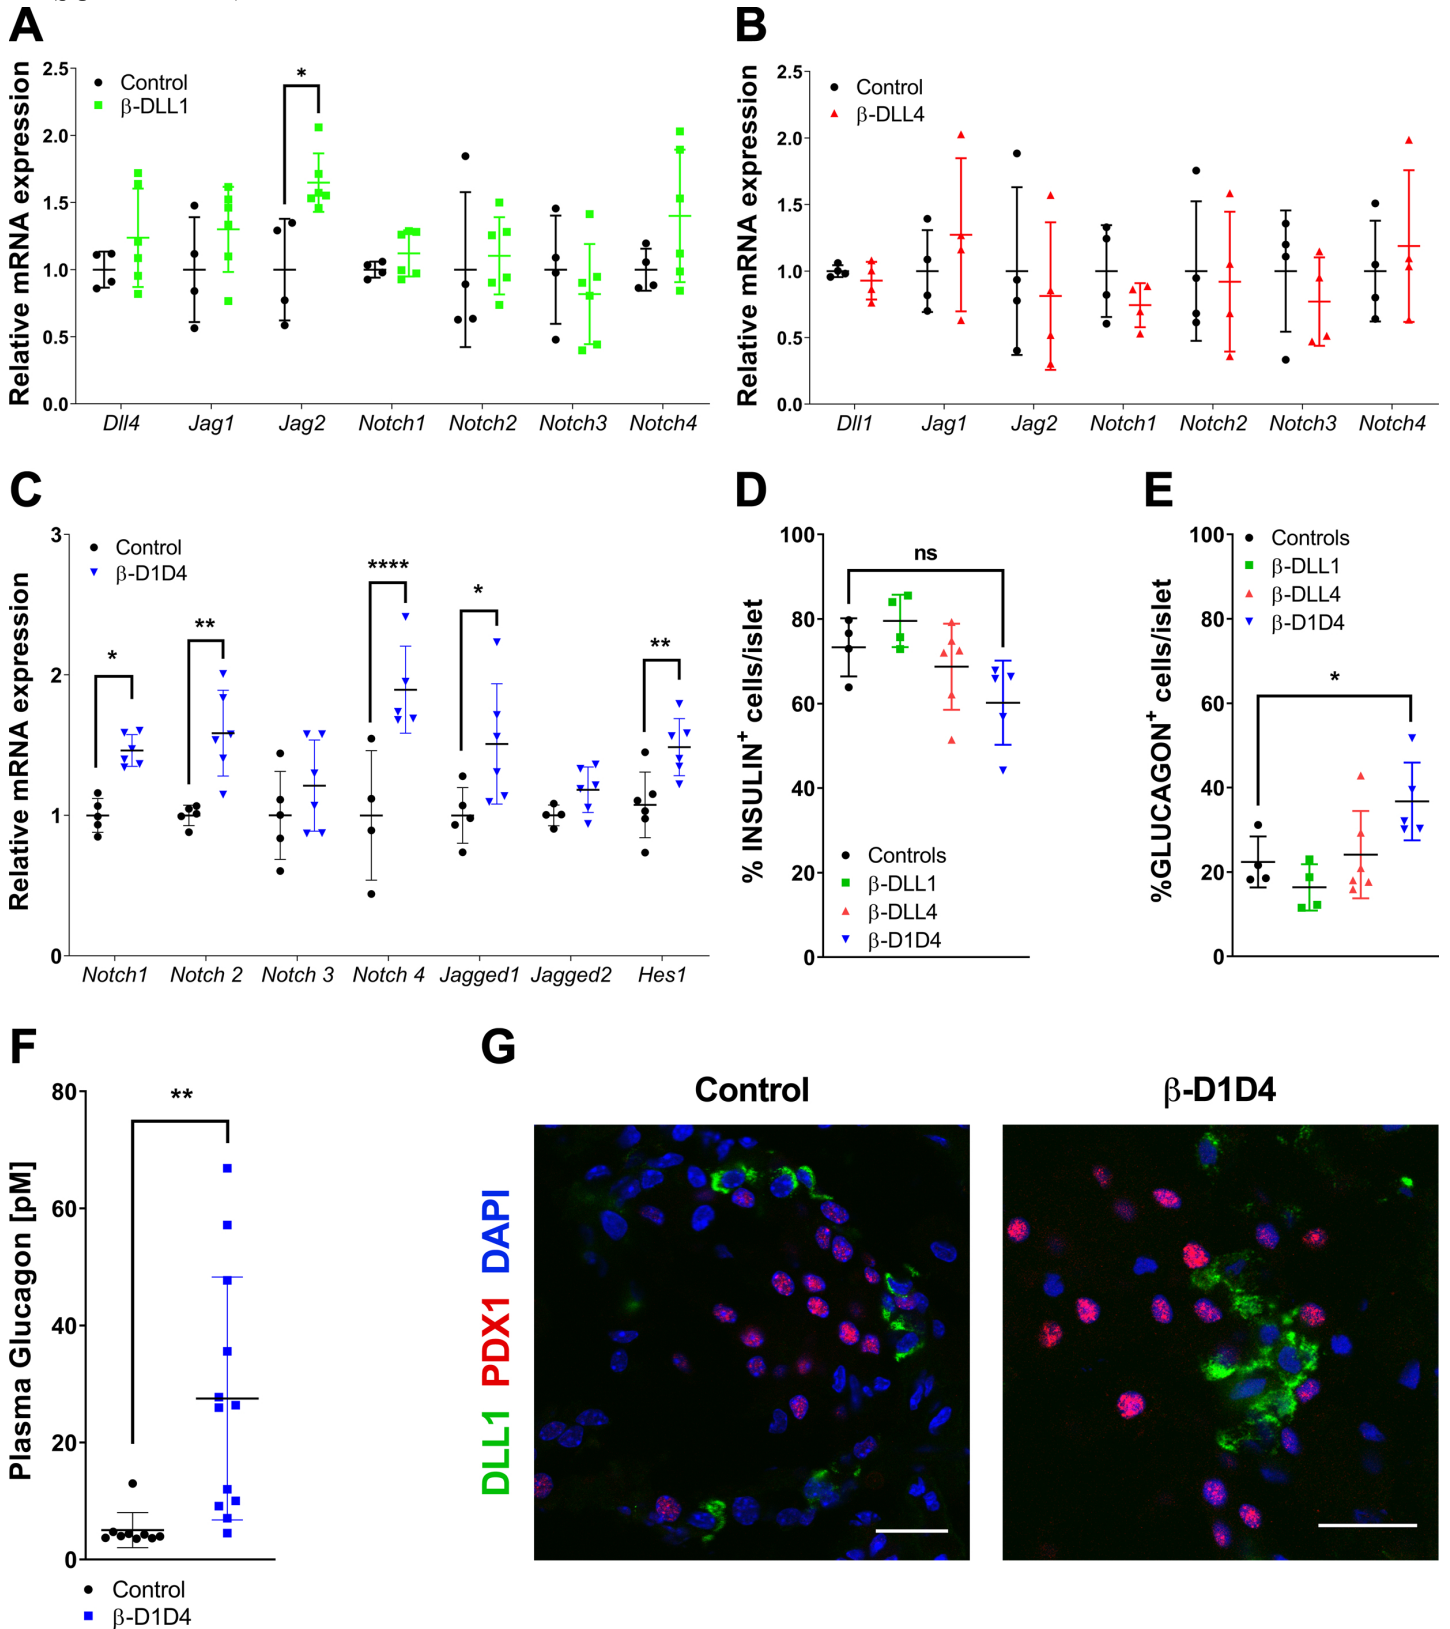 A
Relative mRNA expression
2.5
2.0
1.5
1.0
0.5
0.0
Control
β-DLL1
*
Dll4 Jag1 Jag2 Notch1 Notch2 Notch3 Notch4
B
Relative mRNA expression
2.5
2.0
1.5
1.0
0.5
0.0
Control
β-DLL4
Dll1 Jag1 Jag2 Notch1 Notch2 Notch3 Notch4
C
Relative mRNA expression
3
2
1
0
Control
β-D1D4
* ** **** * **
Notch1 Notch 2 Notch 3 Notch 4 Jagged1 Jagged2 Hes1
D
% INSULIN+ cells/islet
100
80
60
40
20
0
ns
Controls
β-DLL1
β-DLL4
β-D1D4
E
%GLUCAGON+ cells/islet
100
80
60
40
20
0
Controls
β-DLL1
β-DLL4
β-D1D4
*
F
Plasma Glucagon [pM]
80
60
40
20
0
**
Control
β-D1D4
G
Control β-D1D4
DLL1 PDX1 DAPI